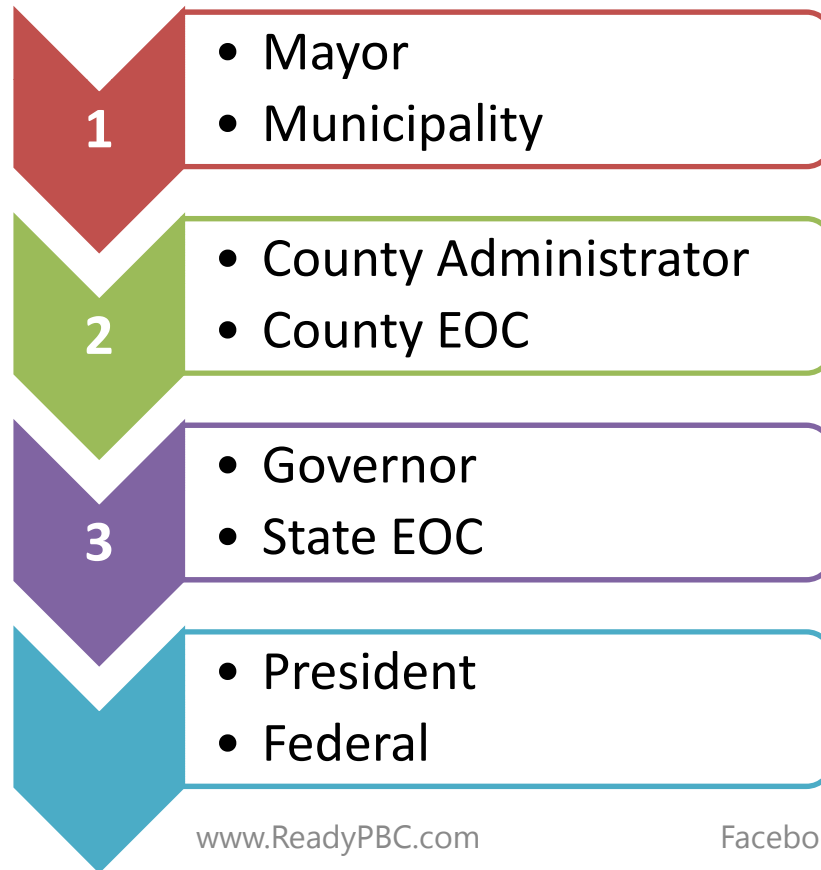 1
• Mayor
• Municipality
2
• County Administrator
• County EOC
3
• Governor
• State EOC
• President
• Federal
www.ReadyPBC.com